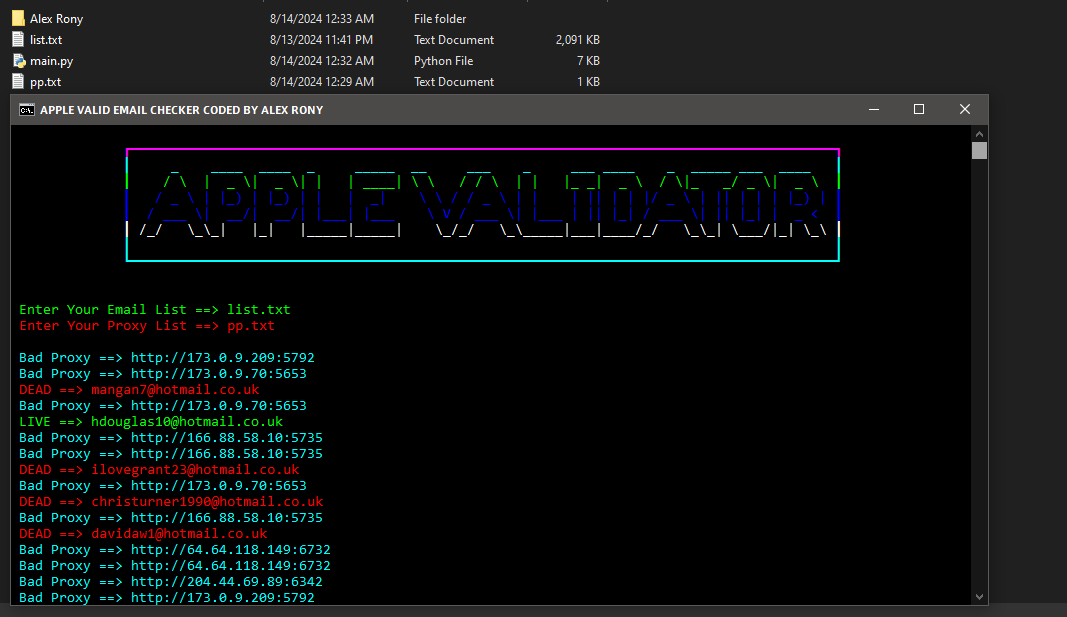 Alex Rony 8/14/2024 12:33 AM File folder
list.txt 8/13/2024 11:41 PM Text Document 2,091 KB
main.py 8/14/2024 12:32 AM Python File 7 KB
pp.txt 8/14/2024 12:29 AM Text Document 1 KB
C:\. APPLE VALID EMAIL CHECKER CODED BY ALEX RONY
APPLE VALIDATOR
Enter Your Email List ==> list.txt
Enter Your Proxy List ==> pp.txt
Bad Proxy ==> http://173.0.9.209:5792
Bad Proxy ==> http://173.0.9.70:5653
DEAD ==> mangan7@hotmail.co.uk
Bad Proxy ==> http://173.0.9.70:5653
LIVE ==> hdouglas10@hotmail.co.uk
Bad Proxy ==> http://166.88.58.10:5735
Bad Proxy ==> http://166.88.58.10:5735
DEAD ==> ilovegrant23@hotmail.co.uk
Bad Proxy ==> http://173.0.9.70:5653
DEAD ==> christurner1990@hotmail.co.uk
Bad Proxy ==> http://166.88.58.10:5735
DEAD ==> davidaw1@hotmail.co.uk
Bad Proxy ==> http://64.64.118.149:6732
Bad Proxy ==> http://64.64.118.149:6732
Bad Proxy ==> http://204.44.69.89:6342
Bad Proxy ==> http://173.0.9.209:5792